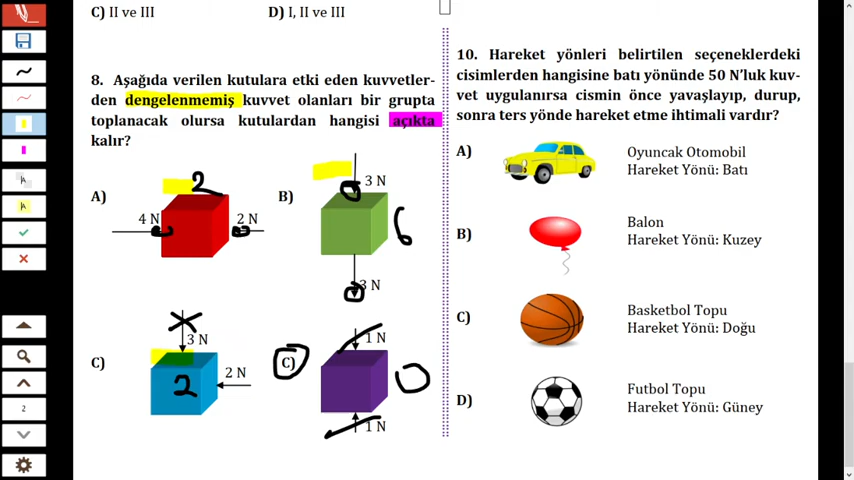 C) II ve III
D) I, II ve III
8. Aşağıda verilen kutulara etki eden kuvvetler-
den dengelenmemiş kuvvet olanları bir grupta
toplanacak olursa kutulardan hangisi açıkta
kalır?
A)
2
4 N
2 N
B)
3 N
6
3 N
C)
3 N
2
2 N
C)
1 N
0
1 N
10. Hareket yönleri belirtilen seçeneklerdeki
cisimlerden hangisine batı yönünde 50 N'luk kuv-
vet uygulanırsa cismin önce yavaşlayıp, durup,
sonra ters yönde hareket etme ihtimali vardır?
A)
Oyuncak Otomobil
Hareket Yönü: Batı
B)
Balon
Hareket Yönü: Kuzey
C)
Basketbol Topu
Hareket Yönü: Doğu
D)
Futbol Topu
Hareket Yönü: Güney
2